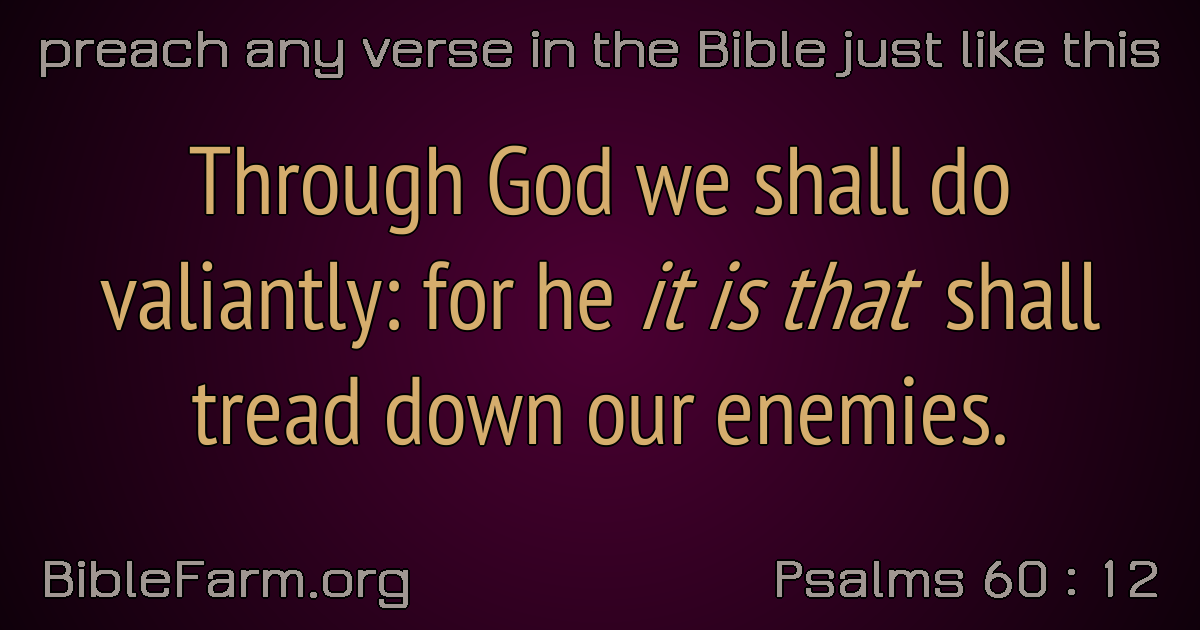 preach any verse in the Bible just like this
Through God we shall do
valiantly: for he it is that shall
tread down our enemies.
BibleFarm.org
Psalms 60 : 12